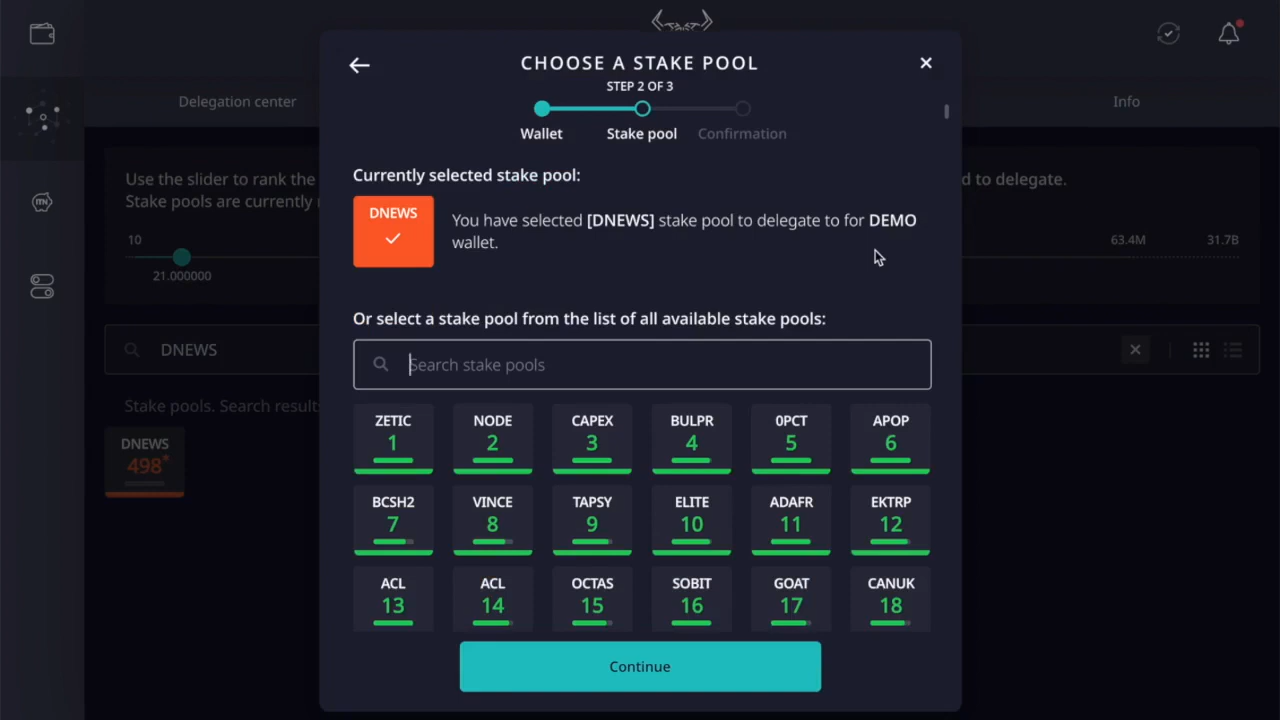 CHOOSE A STAKE POOL
STEP 2 OF 3
Wallet
Stake pool
Confirmation
Delegation center
Info
Use the slider to rank the
d to delegate.
Stake pools are currently
10
63.4M
31.7B
21.000000
Currently selected stake pool:
DNEWS
You have selected [DNEWS] stake pool to delegate to for DEMO
wallet.
Or select a stake pool from the list of all available stake pools:
DNEWS
Search stake pools
Stake pools. Search results
DNEWS
498*
ZETIC NODE CAPEX BULPR 0PCT APOP
1 2 3 4 5 6
BCSH2 VINCE TAPSY ELITE ADAFR EKTRP
7 8 9 10 11 12
ACL ACL OCTAS SOBIT GOAT CANUK
13 14 15 16 17 18
Continue